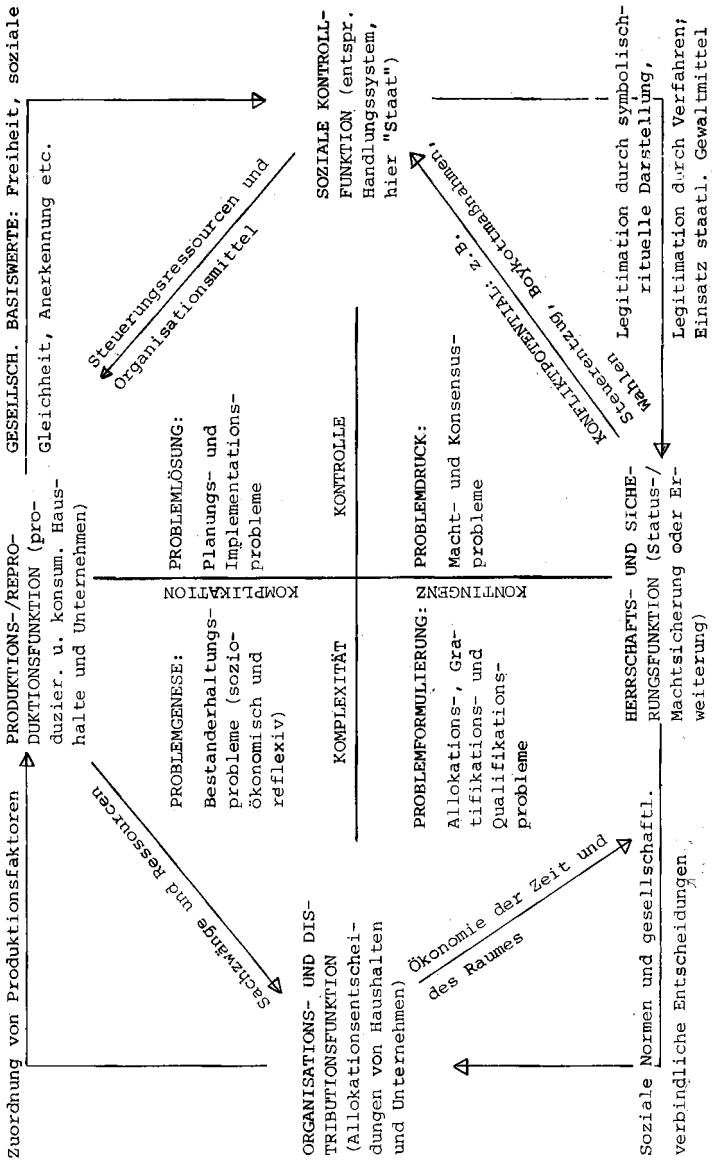 Zuordnung von Produktionsfaktoren
PRODUKTIONS-/REPRO-
DUKTIONSFUNKTION (pro-
duzier. u. konsum. Haus-
halte und Unternehmen)
GESELLSCH. BASISWERTE: Freiheit, soziale
Gleichheit, Anerkennung etc.
Sachzwänge und Ressourcen
Steuerungsressourcen und
Organisationsmittel
PROBLEMGENESE:
Bestanderhaltungs-
probleme (sozio-
ökonomisch und
reflexiv)
KOMPLIKATION
PROBLEMLÖSUNG:
Planungs- und
Implementations-
probleme
ORGANISATIONS- UND DIS-
TRIBUTIONSFUNKTION
(Allokationsentschei-
dungen von Haushalten
und Unternehmen)
KOMPLEXITÄT
KONTROLLE
SOZIALE KONTROLL-
FUNKTION (entspr.
Handlungssystem,
hier "Staat")
PROBLEMFORMULIERUNG:
Allokations-, Gra-
tifikations- und
Qualifikations-
probleme
KONTINGENZ
PROBLEMDRUCK:
Macht- und Konsensus-
probleme
Ökonomie der Zeit und
des Raumes
KONFLIKTPOTENTIAL: z.B.
Steuerentzug, Boykottmaßnahmen,
Wahlen
Soziale Normen und gesellschaftl.
verbindliche Entscheidungen
HERRSCHAFTS- UND SICHE-
RUNGSFUNKTION (Status-/
Machtsicherung oder Er-
weiterung)
Legitimation durch symbolisch-
rituelle Darstellung,
Legitimation durch Verfahren;
Einsatz staatl. Gewaltmittel